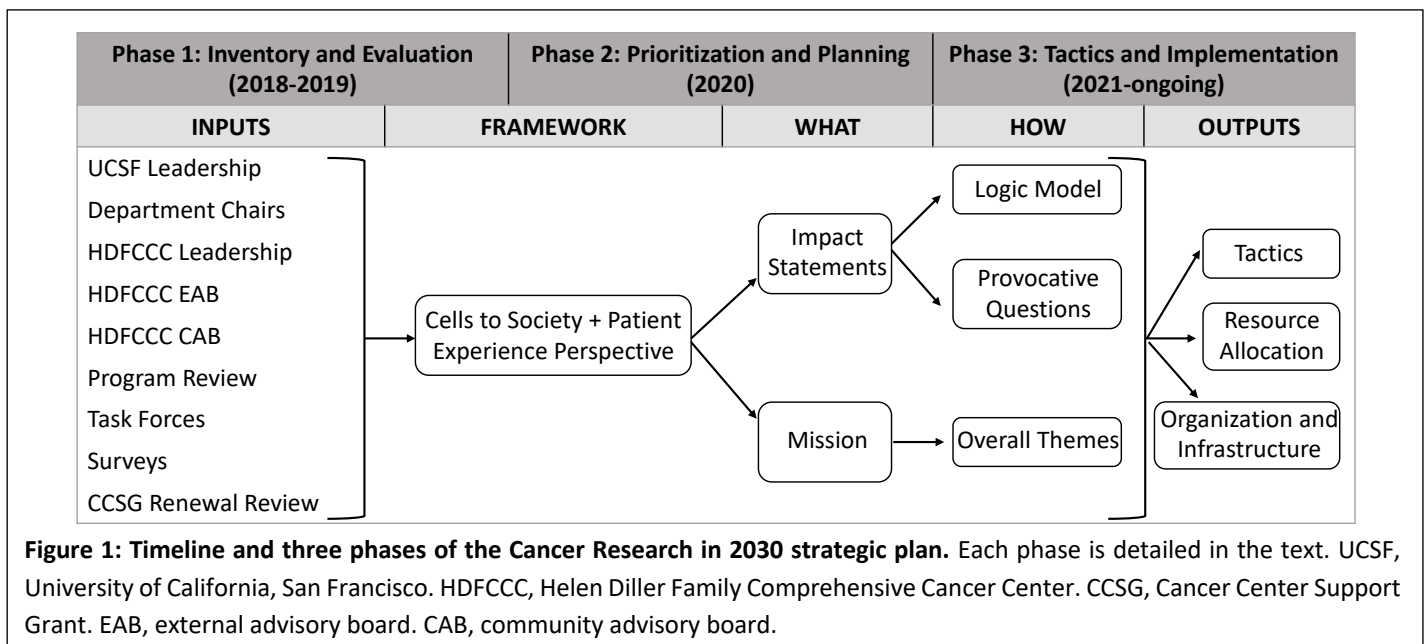 Phase 1: Inventory and Evaluation
(2018-2019)
Phase 2: Prioritization and Planning
(2020)
Phase 3: Tactics and Implementation
(2021-ongoing)
INPUTS
FRAMEWORK
WHAT
HOW
OUTPUTS
UCSF Leadership
Department Chairs
HDFCCC Leadership
HDFCCC EAB
HDFCCC CAB
Program Review
Task Forces
Surveys
CCSG Renewal Review
Cells to Society + Patient
Experience Perspective
Impact
Statements
Mission
Logic Model
Provocative
Questions
Overall Themes
Tactics
Resource
Allocation
Organization and
Infrastructure
Figure 1: Timeline and three phases of the Cancer Research in 2030 strategic plan. Each phase is detailed in the text. UCSF,
University of California, San Francisco. HDFCCC, Helen Diller Family Comprehensive Cancer Center. CCSG, Cancer Center Support
Grant. EAB, external advisory board. CAB, community advisory board.